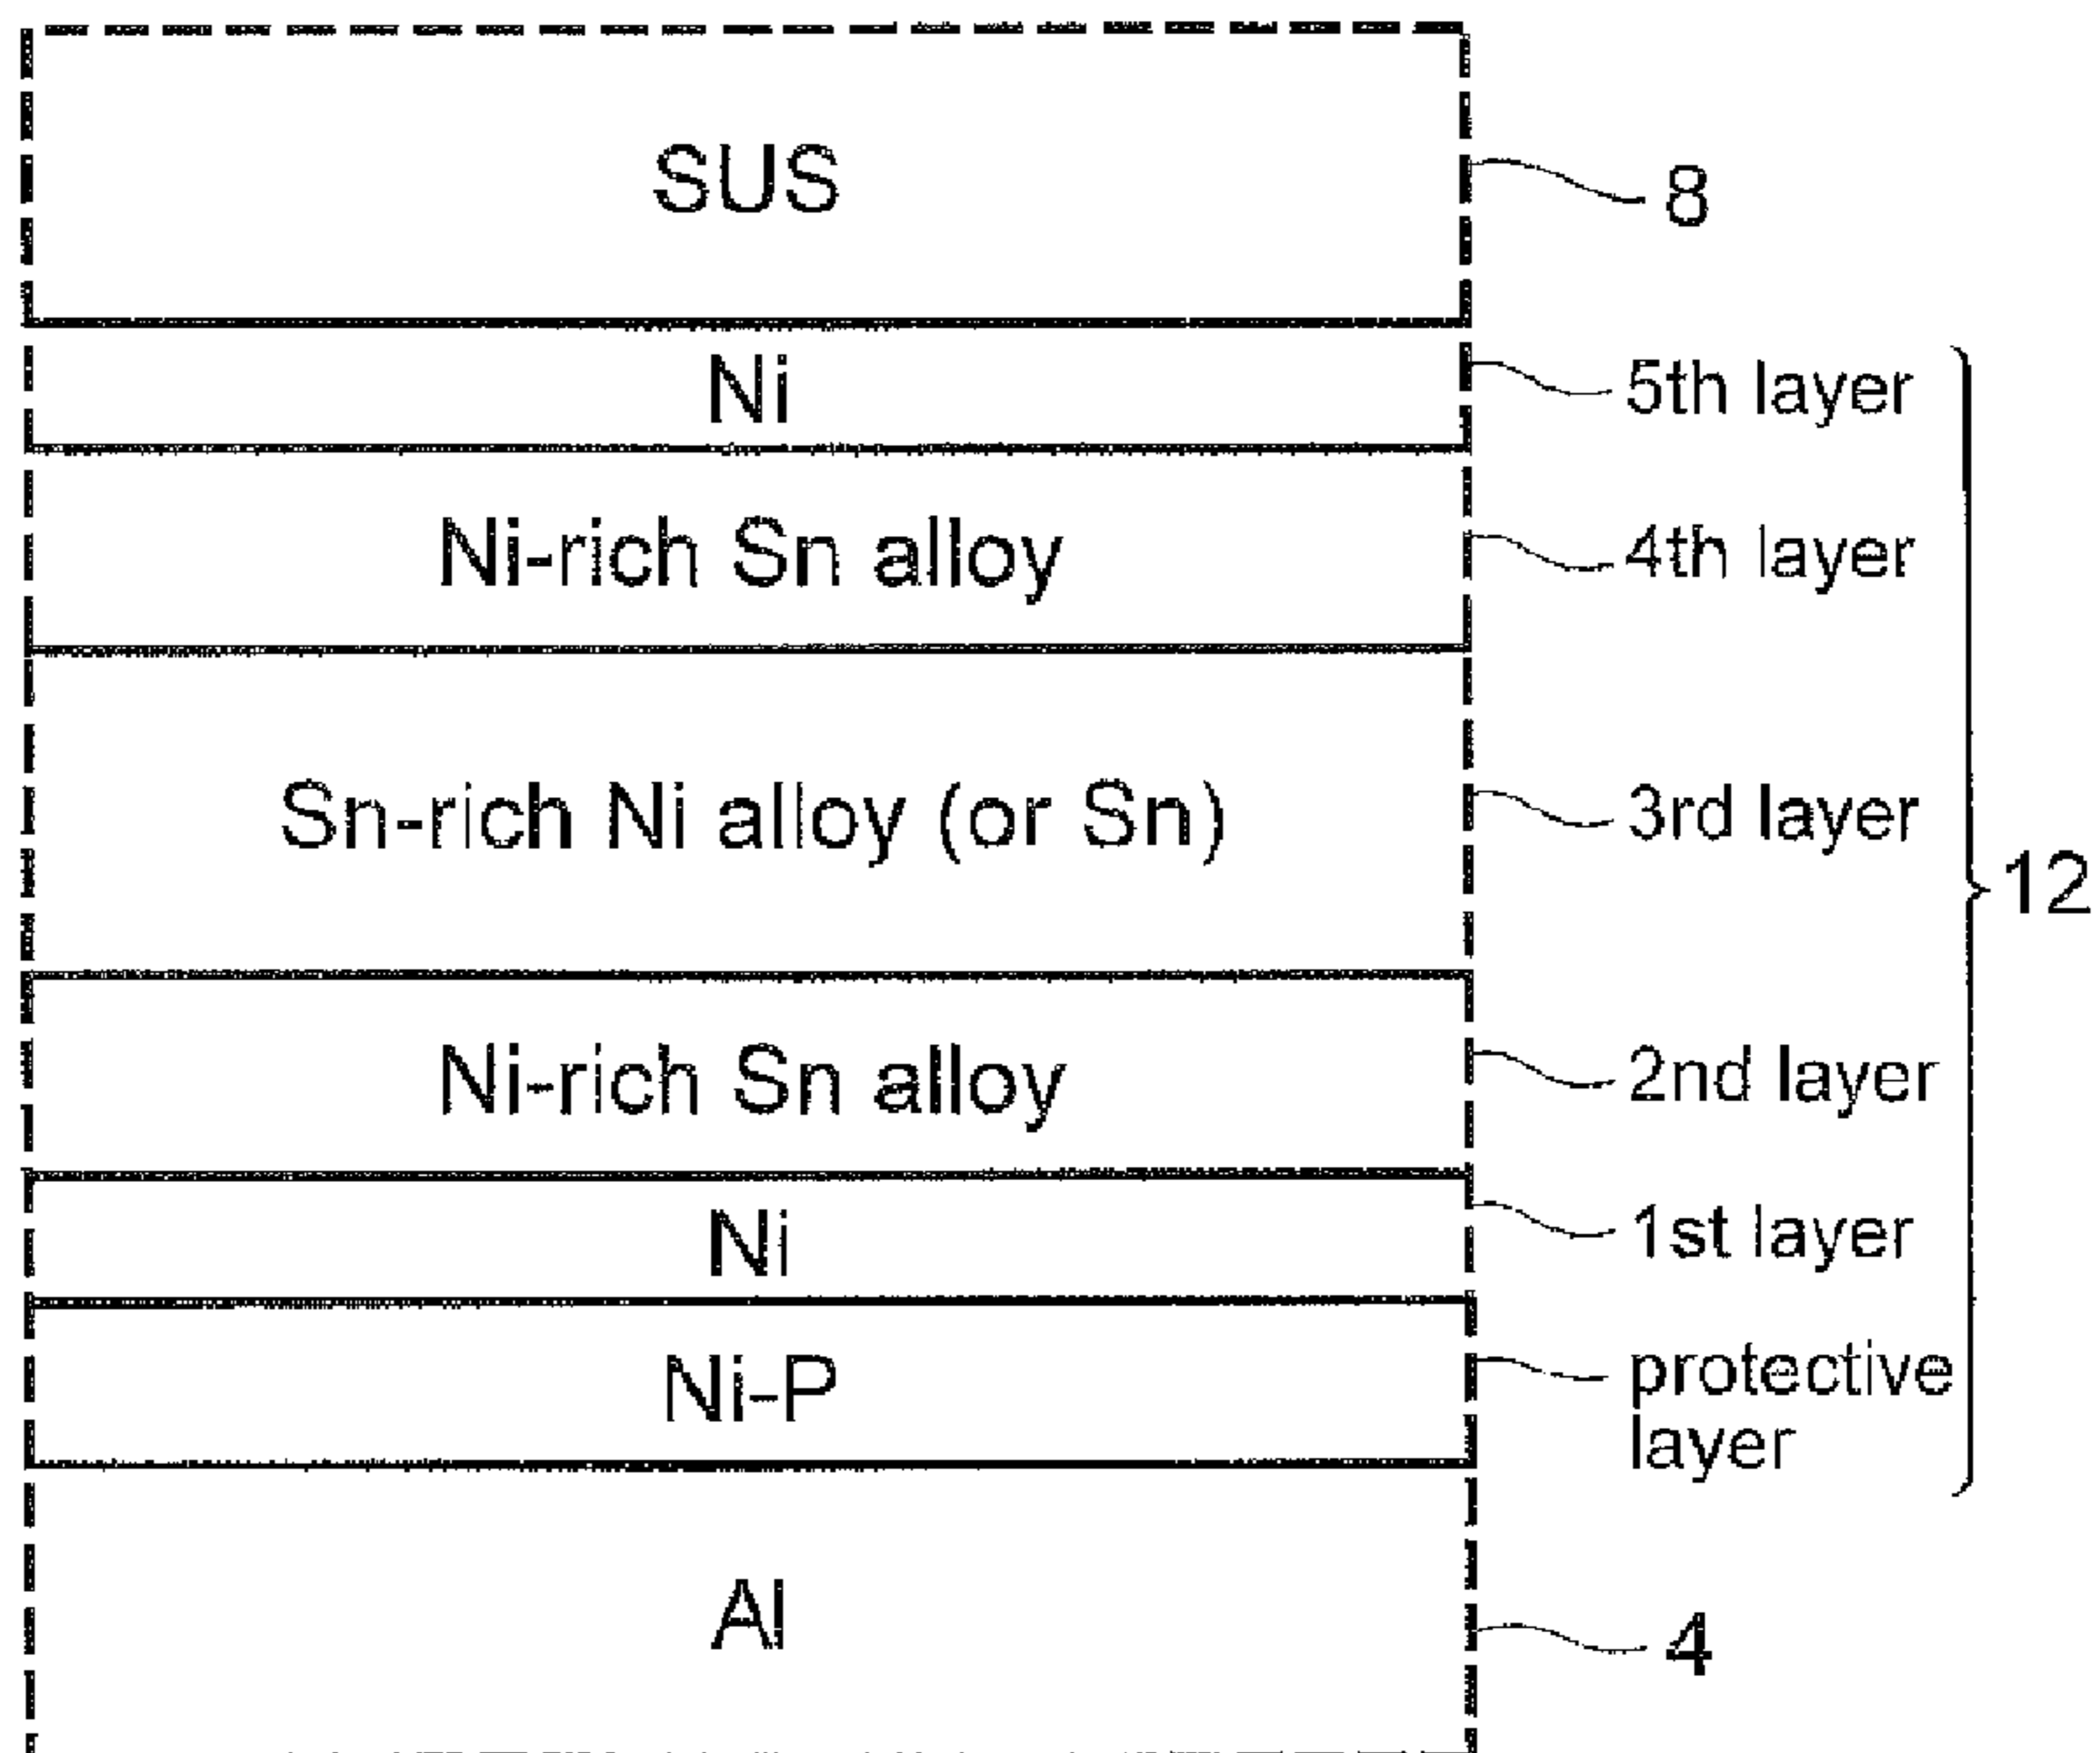 SUS
8
Ni
5th layer
Ni-rich Sn alloy
4th layer
Sn-rich Ni alloy (or Sn)
3rd layer
12
Ni-rich Sn alloy
2nd layer
Ni
1st layer
Ni-P
protective
layer
Al
4